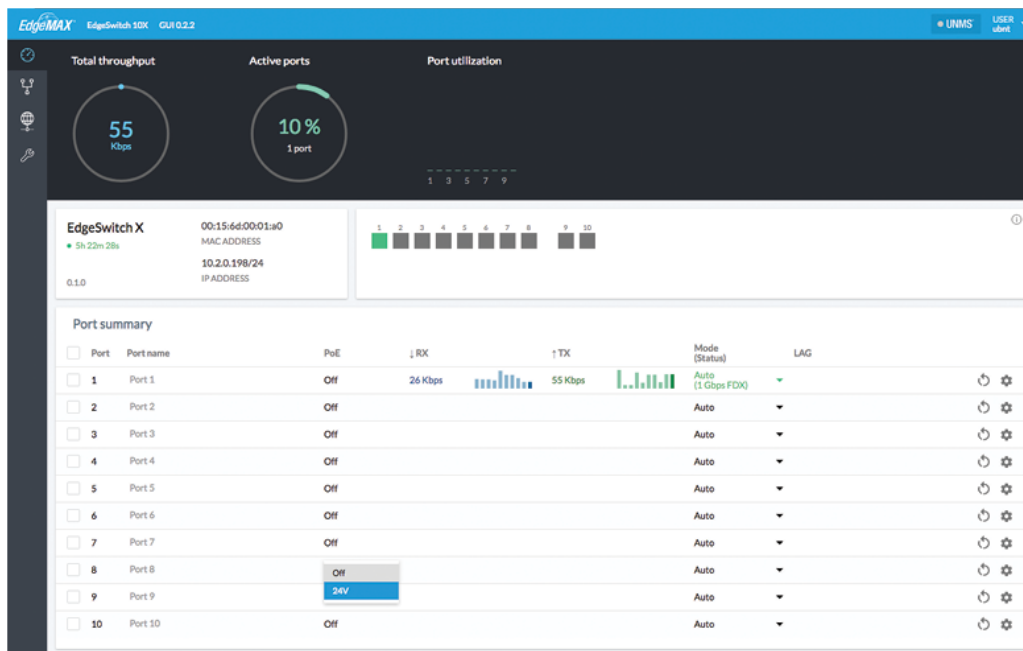 EdgeMAX EdgeSwitch 10X GUI 0.2.2 UNMS USER
ubnt
Total throughput Active ports Port utilization
55
Kbps
10 %
1 port
1 3 5 7 9
EdgeSwitch X
5h 22m 28s
0.1.0
00:15:6d:00:01:a0
MAC ADDRESS
10.2.0.198/24
IP ADDRESS
1 2 3 4 5 6 7 8 9 10
Port summary
Port Port name PoE ↓ RX ↑ TX Mode (Status) LAG
1 Port 1 Off 26 Kbps 55 Kbps Auto (1 Gbps FDX)
2 Port 2 Off Auto
3 Port 3 Off Auto
4 Port 4 Off Auto
5 Port 5 Off Auto
6 Port 6 Off Auto
7 Port 7 Off Auto
8 Port 8 Off Auto
24V
9 Port 9 Auto
10 Port 10 Off Auto